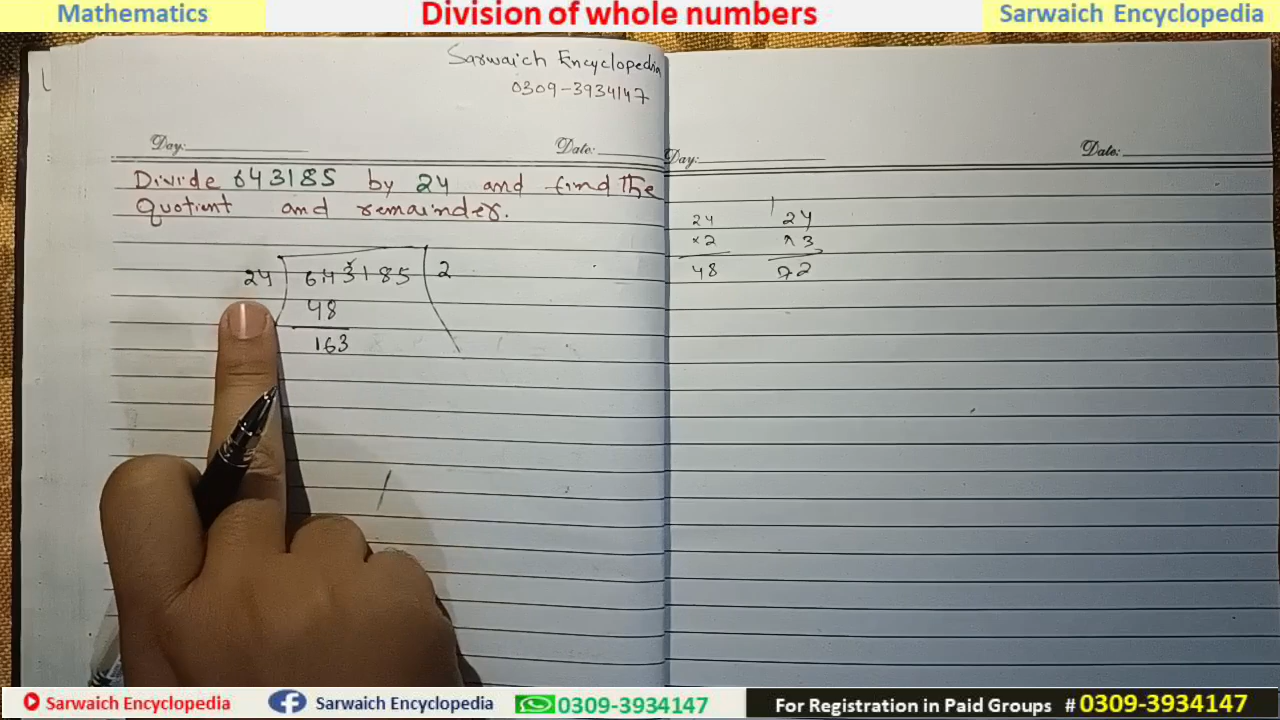 Mathematics
Division of whole numbers
Sarwaich Encyclopedia
Sarwaich Encyclopedia
0309-3934147
Day:
Date:
Divide 643185 by 24 and find the
Quotient and remainder.
24 643185 2
48
163
Day:
Date:
24 24
×2 ×3
48 72
Sarwaich Encyclopedia
Sarwaich Encyclopedia
0309-3934147
For Registration in Paid Groups # 0309-3934147